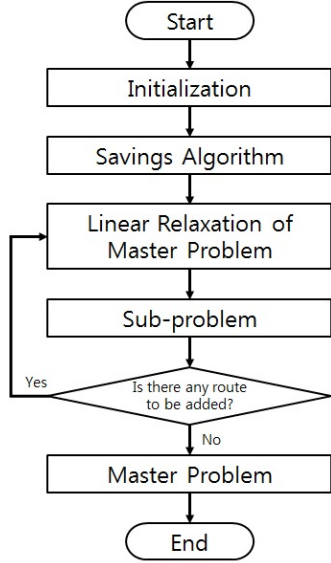 Start
Initialization
Savings Algorithm
Linear Relaxation of
Master Problem
Sub-problem
Yes
Is there any route
to be added?
No
Master Problem
End